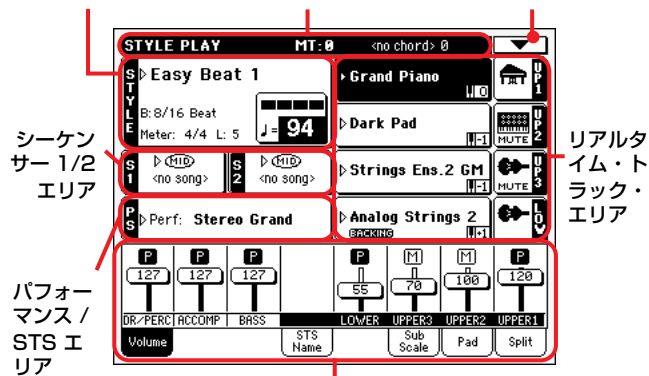 STYLE PLAY MT:0 <no chord> 0
STYLE
Easy Beat 1
B:8/16 Beat
Meter: 4/4 L: 5
♩= 94
Grand Piano
0
UP1
Dark Pad
-1
MUTE
UP2
Strings Ens.2 GM
-1
MUTE
UP3
Analog Strings 2
BACKING
+1
LOW
S1
MID
<no song>
S2
MID
<no song>
PS
Perf: Stereo Grand
シーケン
サー 1/2
エリア
リアルタ
イム・ト
ラック・
エリア
パフォー
マンス /
STS エ
リア
P P P P M M P
127 127 127 55 70 100 120
DR/PERC ACCOMP BASS LOWER UPPER3 UPPER2 UPPER1
Volume
STS
Name
Sub
Scale
Pad
Split